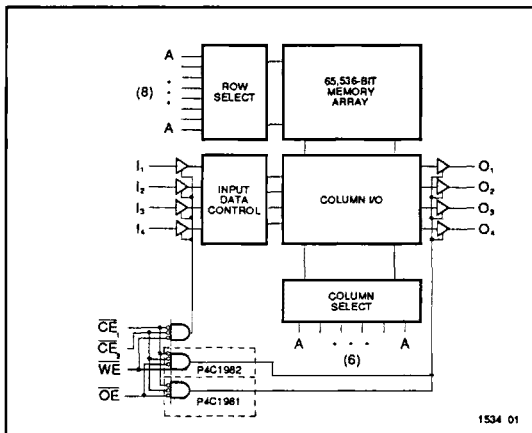 A
(8)
A
ROW
SELECT
65,536-BIT
MEMORY
ARRAY
I₁
I₂
I₃
I₄
INPUT
DATA
CONTROL
COLUMN I/O
O₁
O₂
O₃
O₄
COLUMN
SELECT
A . . . A
(6)
CE₁
CE₂
WE
OE
P4C1982
P4C1981
1534 01